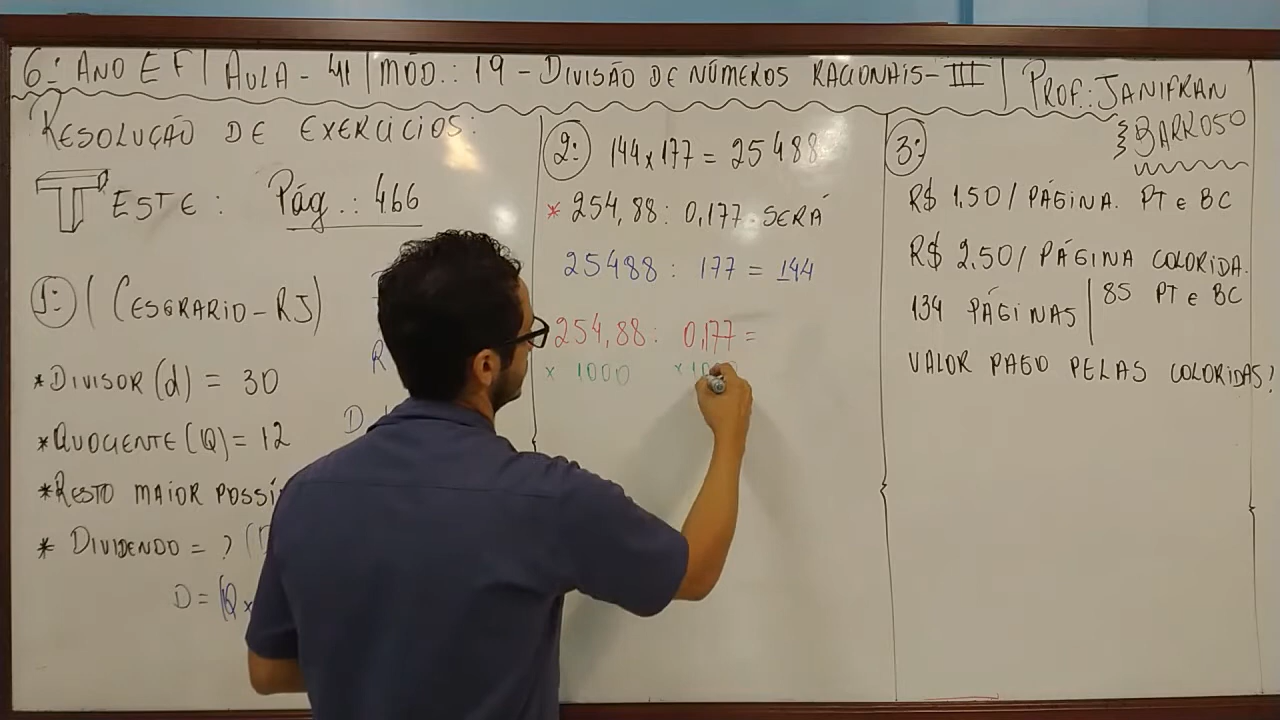 6º ANO EF | AULA - 41 | MÓD.: 19 - DIVISÃO DE NÚMEROS RACIONAIS - III | PROF.: JANIFRAN BARROSO
RESOLUÇÃO DE EXERCÍCIOS:
TESTE: Pág.: 466
1: (CESGRARIO-RJ)
* DIVISOR (d) = 30
* QUOCIENTE (Q) = 12
* RESTO MAIOR
* DIVIDENDO = ?
D = (Q x
2: 144 x 177 = 25488
* 254,88 : 0,177 SERÁ
25488 : 177 = 144
254,88 : 0,177 =
x 1000
3:
R$ 1,50 / PÁGINA. PT e BC
R$ 2,50 / PÁGINA COLORIDA.
134 PÁGINAS | 85 PT e BC
VALOR PAGO PELAS COLORIDAS?